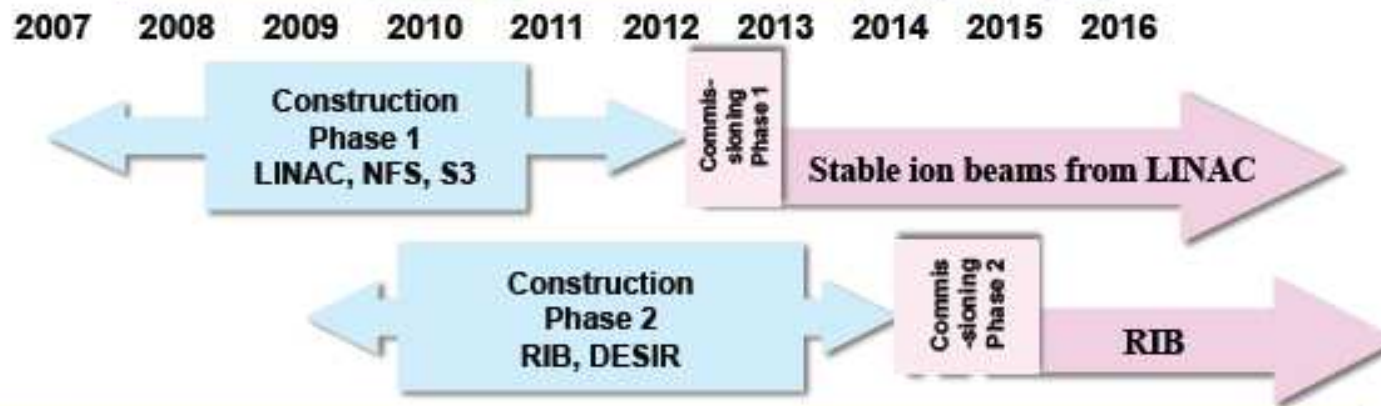 2007 2008 2009 2010 2011 2012 2013 2014 2015 2016
Construction
Phase 1
LINAC, NFS, S3
Commis-
sioning
Phase 1
Stable ion beams from LINAC
Construction
Phase 2
RIB, DESIR
Commis
-sioning
Phase 2
RIB